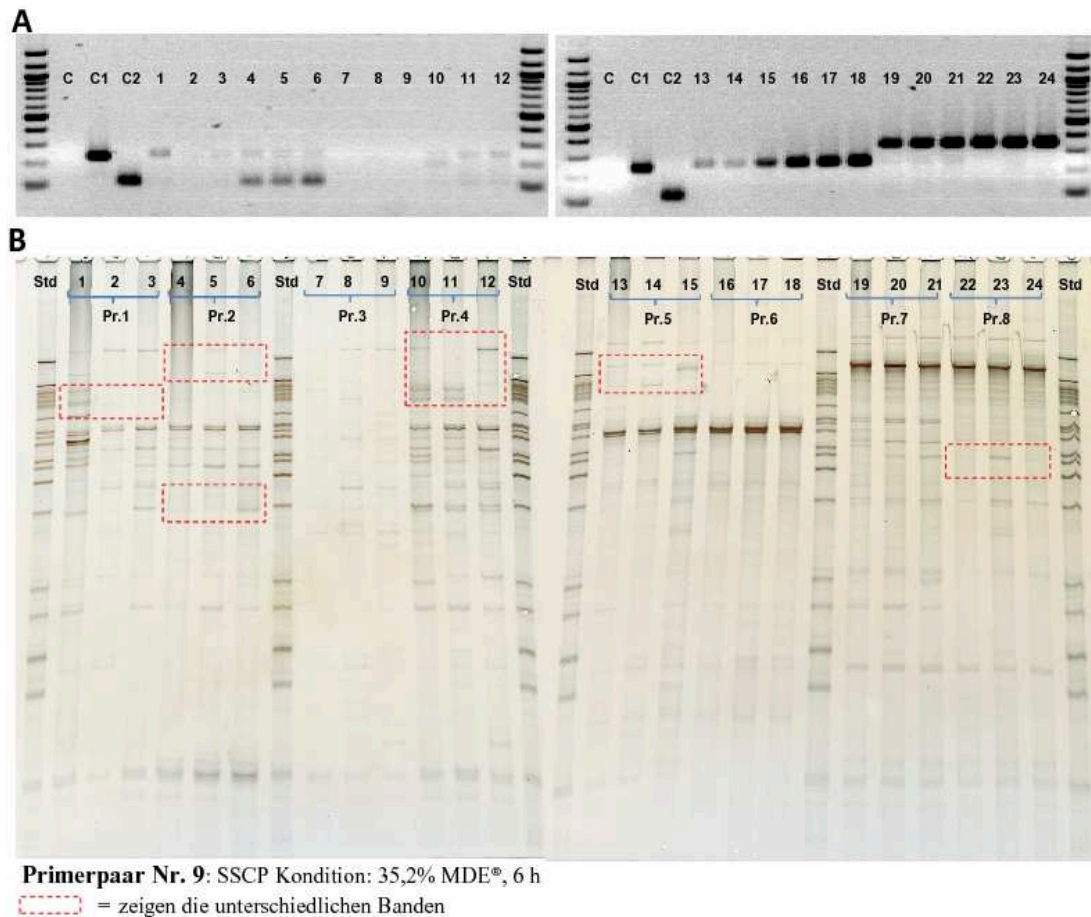 A
C C1 C2 1 2 3 4 5 6 7 8 9 10 11 12
C C1 C2 13 14 15 16 17 18 19 20 21 22 23 24
B
Std 1 2 3 4 5 6 Std 7 8 9 10 11 12 Std
Pr.1 Pr.2 Pr.3 Pr.4
Std 13 14 15 16 17 18 Std 19 20 21 22 23 24 Std
Pr.5 Pr.6 Pr.7 Pr.8
Primerpaar Nr. 9: SSCP Kondition: 35,2% MDE®, 6 h
= zeigen die unterschiedlichen Banden